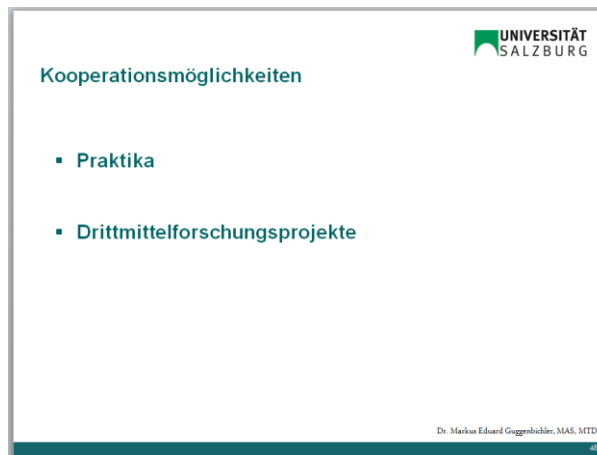 UNIVERSITÄT
SALZBURG
Kooperationsmöglichkeiten
▪ Praktika
▪ Drittmittelforschungsprojekte
Dr. Markus Eduard Guggenbichler, MAS, MTD